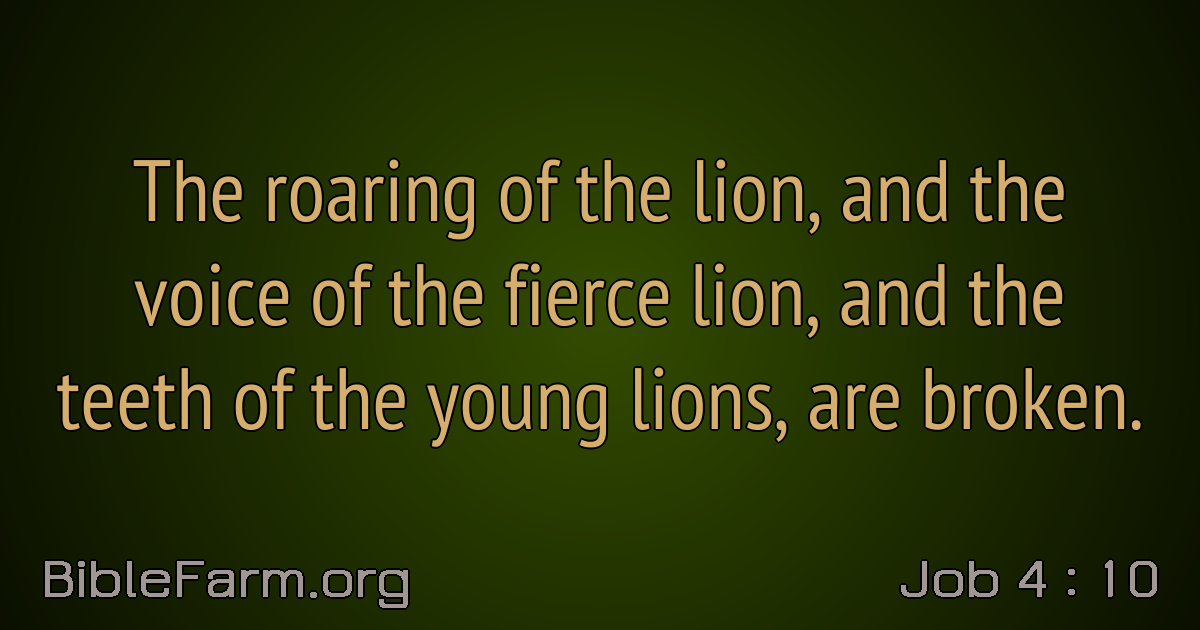 The roaring of the lion, and the
voice of the fierce lion, and the
teeth of the young lions, are broken.
BibleFarm.org
Job 4 : 10